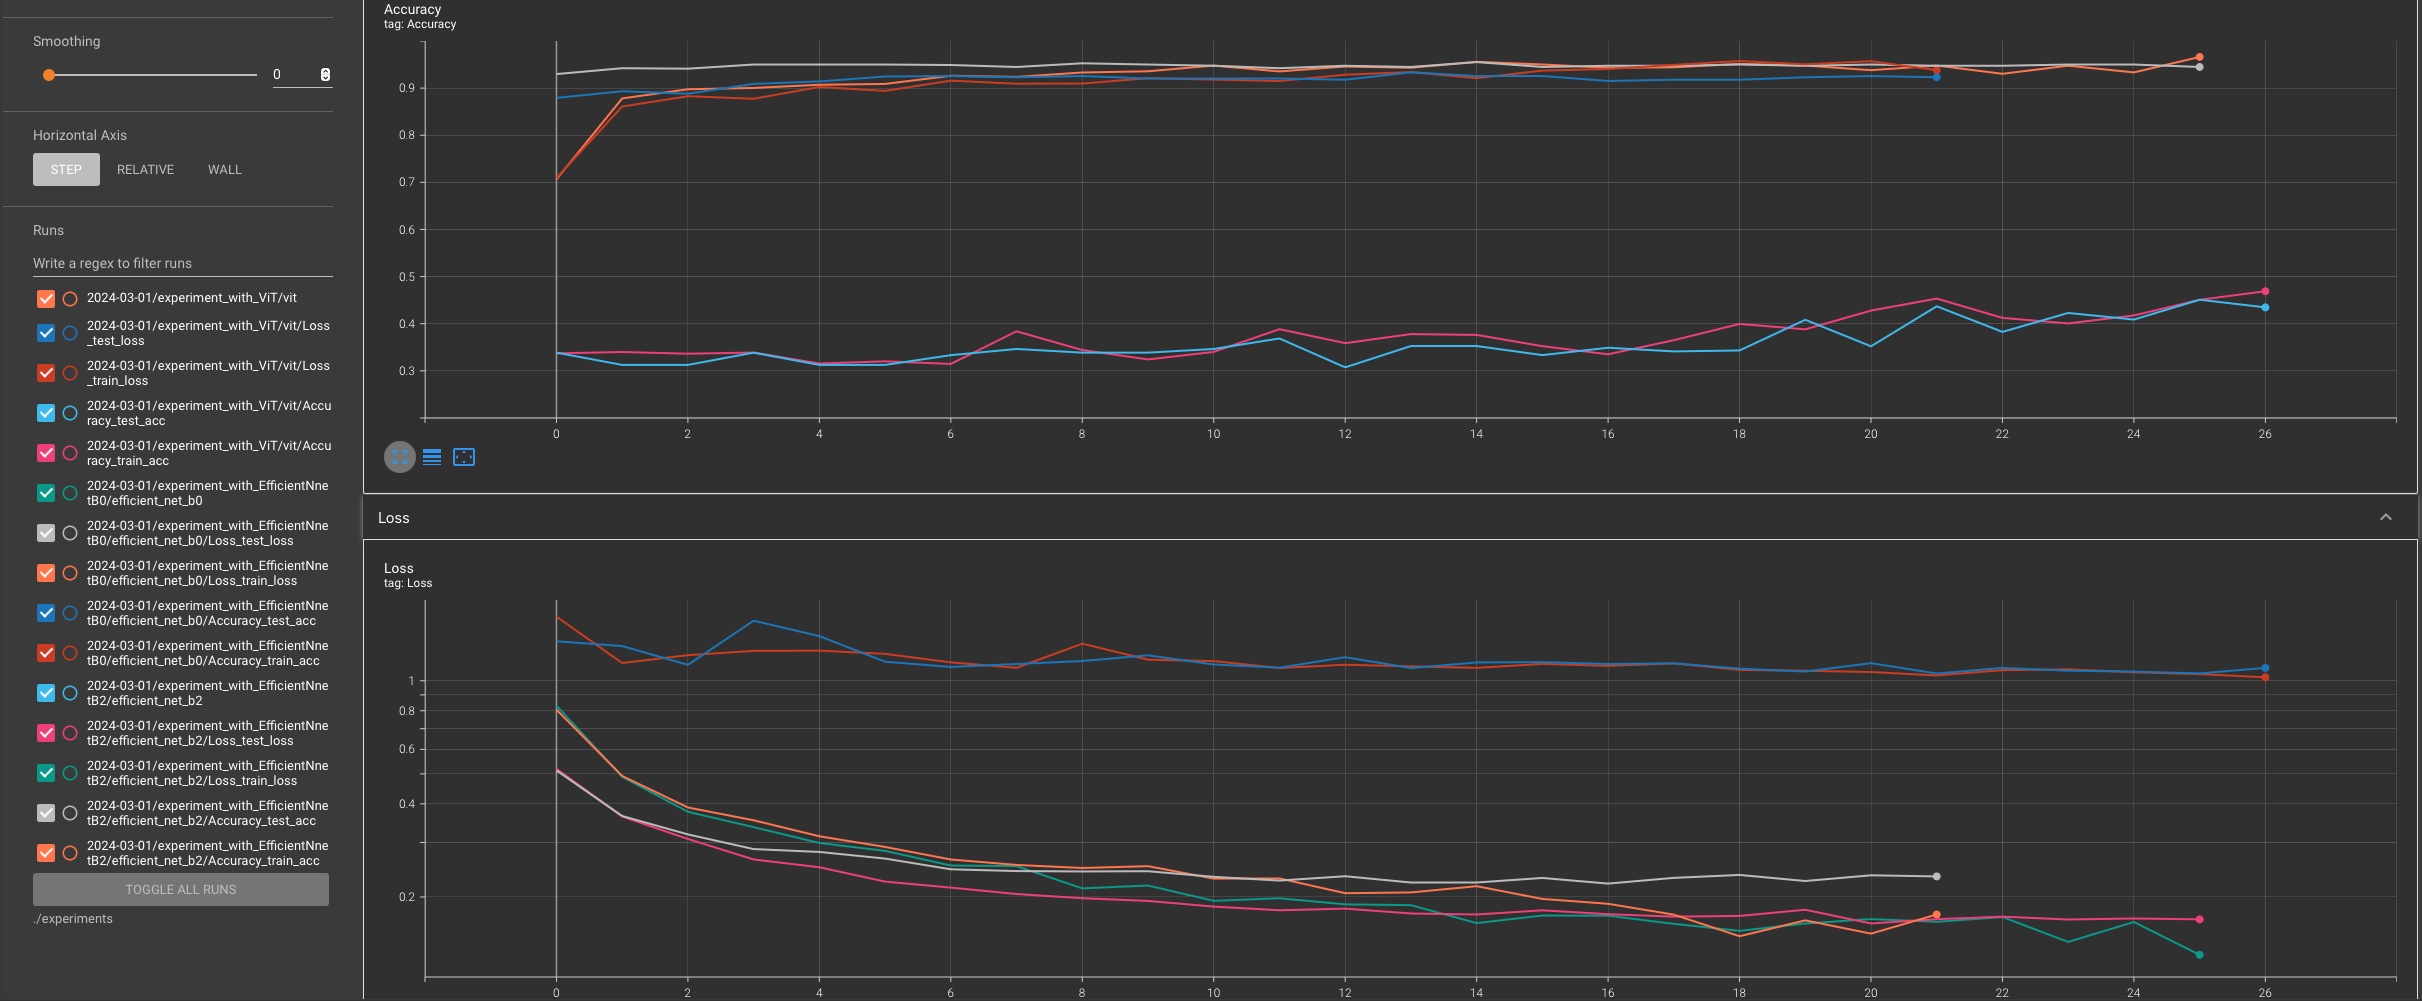 Smoothing
0
Horizontal Axis
STEP RELATIVE WALL
Runs
Write a regex to filter runs
2024-03-01/experiment_with_ViT/vit
2024-03-01/experiment_with_ViT/vit/Loss
_test_loss
2024-03-01/experiment_with_ViT/vit/Loss
_train_loss
2024-03-01/experiment_with_ViT/vit/Accu
racy_test_acc
2024-03-01/experiment_with_ViT/vit/Accu
racy_train_acc
2024-03-01/experiment_with_EfficientNne
tB0/efficient_net_b0
2024-03-01/experiment_with_EfficientNne
tB0/efficient_net_b0/Loss_test_loss
2024-03-01/experiment_with_EfficientNne
tB0/efficient_net_b0/Loss_train_loss
2024-03-01/experiment_with_EfficientNne
tB0/efficient_net_b0/Accuracy_test_acc
2024-03-01/experiment_with_EfficientNne
tB0/efficient_net_b0/Accuracy_train_acc
2024-03-01/experiment_with_EfficientNne
tB2/efficient_net_b2
2024-03-01/experiment_with_EfficientNne
tB2/efficient_net_b2/Loss_test_loss
2024-03-01/experiment_with_EfficientNne
tB2/efficient_net_b2/Loss_train_loss
2024-03-01/experiment_with_EfficientNne
tB2/efficient_net_b2/Accuracy_test_acc
2024-03-01/experiment_with_EfficientNne
tB2/efficient_net_b2/Accuracy_train_acc
TOGGLE ALL RUNS
./experiments
Accuracy
tag: Accuracy
0.9
0.8
0.7
0.6
0.5
0.4
0.3
0 2 4 6 8 10 12 14 16 18 20 22 24 26
Loss
Loss
tag: Loss
1
0.8
0.6
0.4
0.2
0 2 4 6 8 10 12 14 16 18 20 22 24 26